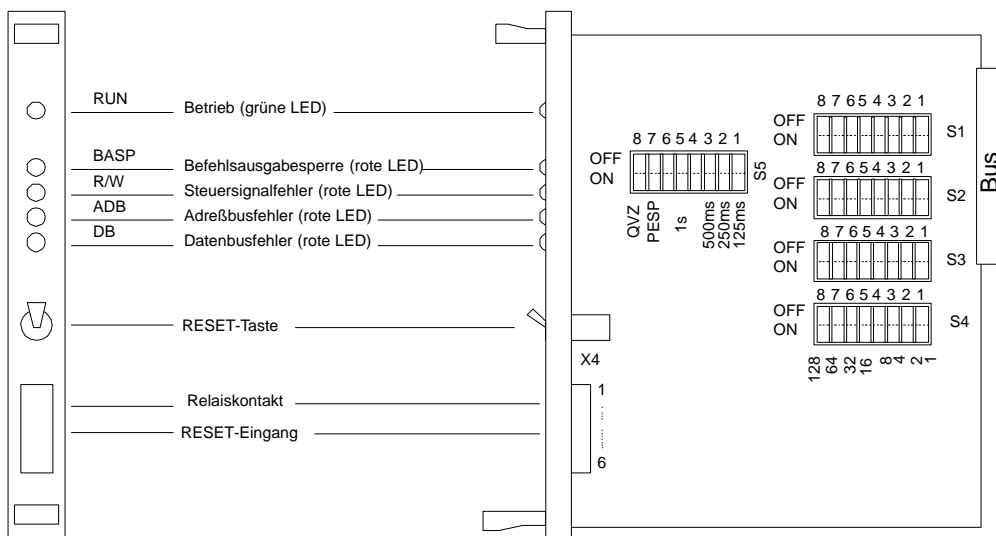 RUN
Betrieb (grüne LED)
BASP
Befehlsausgabesperre (rote LED)
R/W
Steuersignalfehler (rote LED)
ADB
Adreßbusfehler (rote LED)
DB
Datenbusfehler (rote LED)
RESET-Taste
Relaiskontakt
RESET-Eingang
X4
1
6
8 7 6 5 4 3 2 1
OFF
ON
S5
QVZ
PESP
1s
500ms
250ms
125ms
8 7 6 5 4 3 2 1
OFF
ON
S1
8 7 6 5 4 3 2 1
OFF
ON
S2
8 7 6 5 4 3 2 1
OFF
ON
S3
8 7 6 5 4 3 2 1
OFF
ON
S4
128
64
32
16
8
4
2
1
Bus